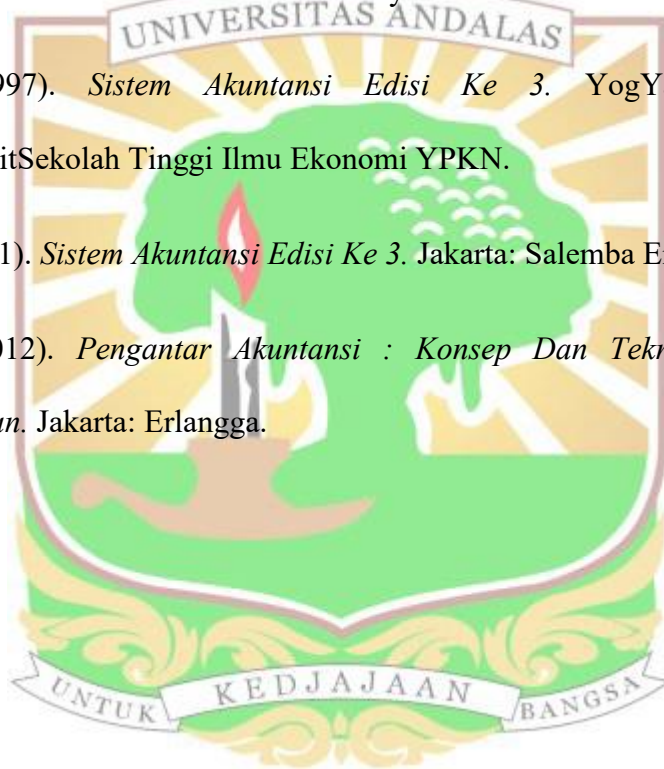 UNIVERSITAS ANDALAS
997). Sistem Akuntansi Edisi Ke 3. YogY
itSekolah Tinggi Ilmu Ekonomi YPKN.
1). Sistem Akuntansi Edisi Ke 3. Jakarta: Salemba E
012). Pengantar Akuntansi : Konsep Dan Tekn
n. Jakarta: Erlangga.
UNTUK KEDJAJAAN BANGSA